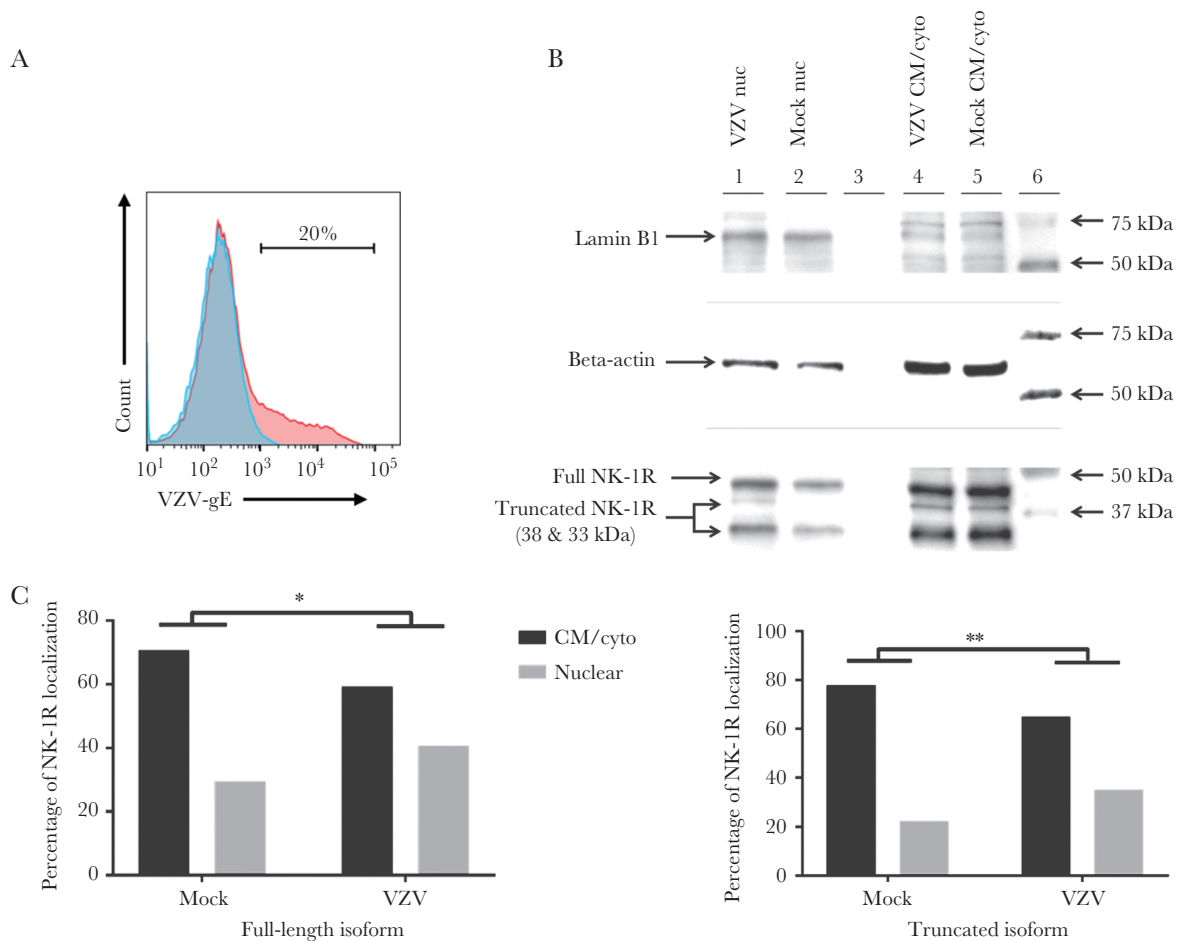 A
20%
Count
10¹ 10² 10³ 10⁴ 10⁵
VZV-gE
B
VZV nuc
Mock nuc
VZV CM/cyto
Mock CM/cyto
1 2 3 4 5 6
Lamin B1
75 kDa
50 kDa
Beta-actin
75 kDa
50 kDa
Full NK-1R
Truncated NK-1R
(38 & 33 kDa)
50 kDa
37 kDa
C
Percentage of NK-1R localization
80
60
40
20
0
*
Mock VZV
Full-length isoform
CM/cyto
Nuclear
Percentage of NK-1R localization
100
80
60
40
20
0
**
Mock VZV
Truncated isoform